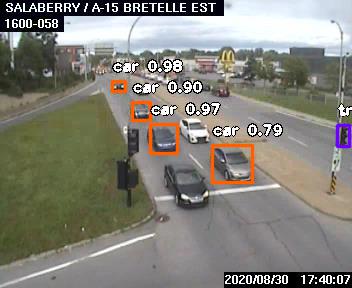 SALABERRY / A-15 BRETELLE EST
1600-058
car 0.98
car 0.90
car 0.97
car 0.79
tr
2020/08/30 17:40:07